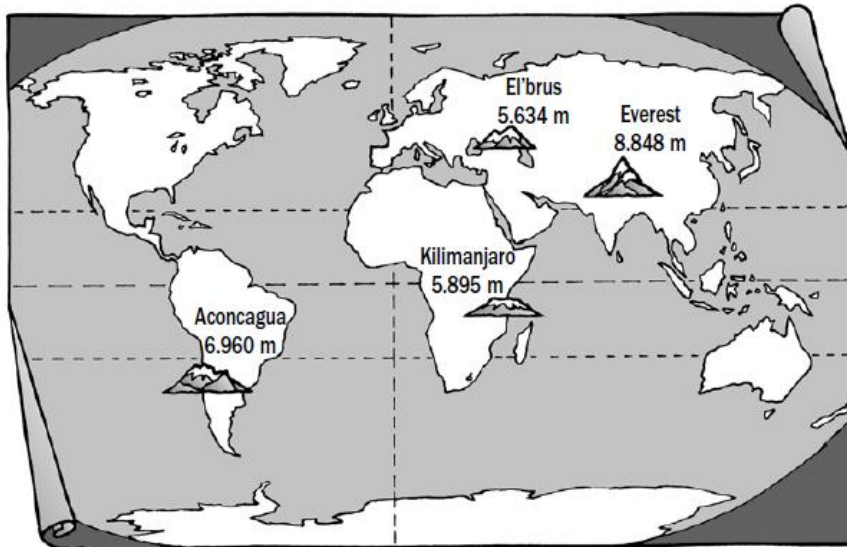 El'brus
5.634 m
Everest
8.848 m
Kilimanjaro
5.895 m
Aconcagua
6.960 m